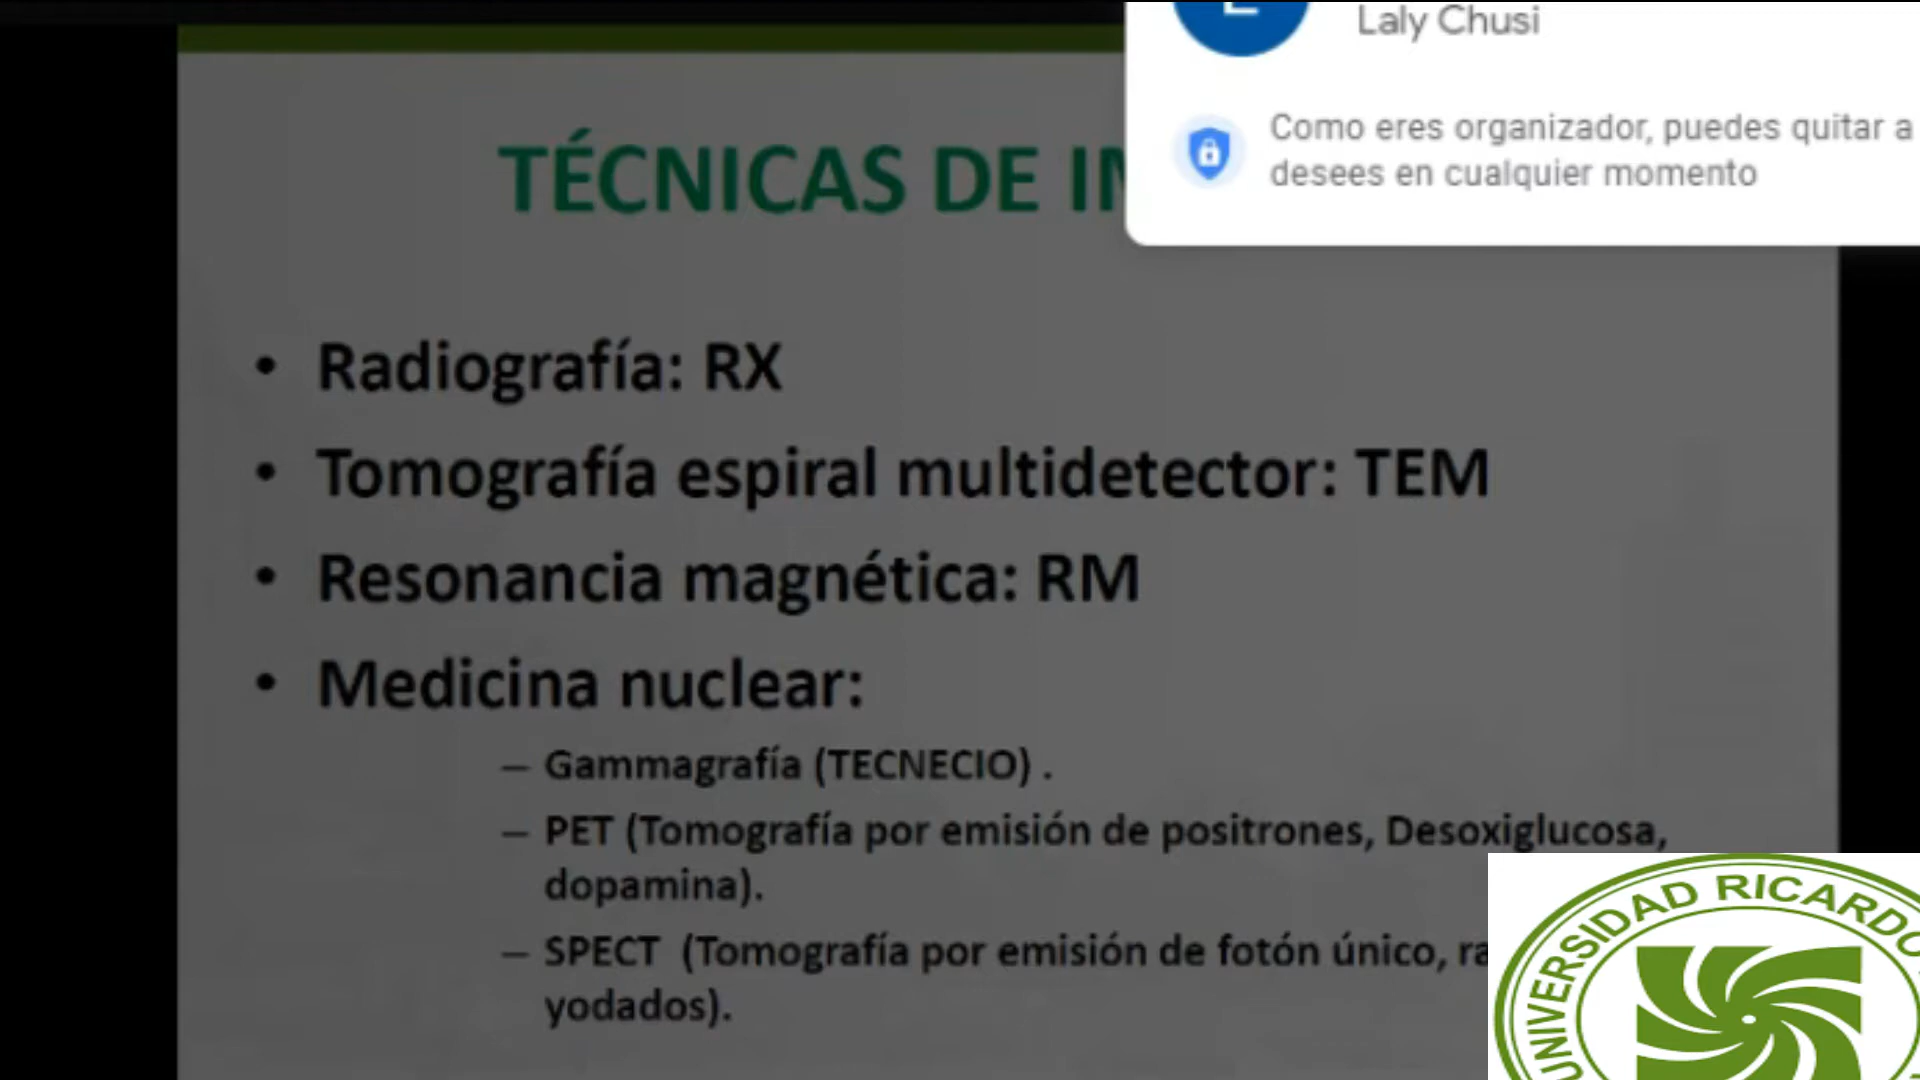 Laly Chusi
Como eres organizador, puedes quitar a
desees en cualquier momento
TÉCNICAS DE
• Radiografía: RX
• Tomografía espiral multidetector: TEM
• Resonancia magnética: RM
• Medicina nuclear:
– Gammagrafía (TECNECIO) .
– PET (Tomografía por emisión de positrones, Desoxiglucosa,
dopamina).
– SPECT (Tomografía por emisión de fotón único,
yodados).
UNIVERSIDAD RICARDO